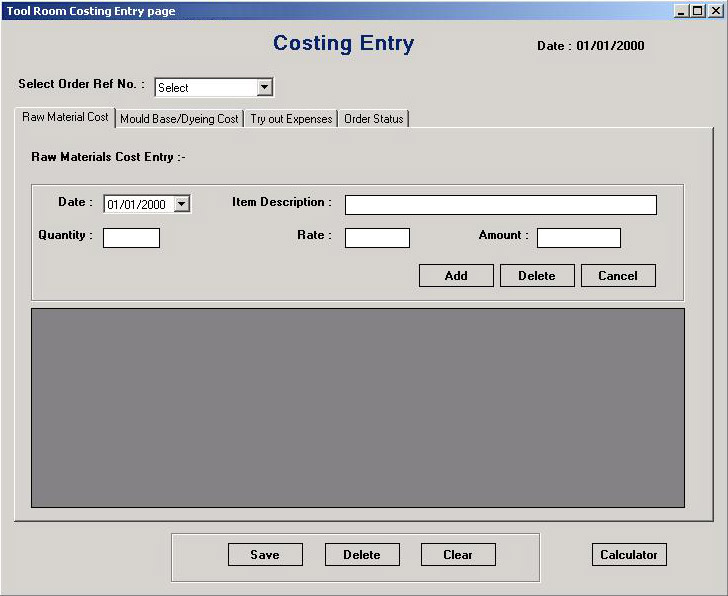 Tool Room Costing Entry page
Costing Entry
Date : 01/01/2000
Select Order Ref No. : Select
Raw Material Cost Mould Base/Dyeing Cost Try out Expenses Order Status
Raw Materials Cost Entry :-
Date : 01/01/2000 Item Description :
Quantity : Rate : Amount :
Add Delete Cancel
Save Delete Clear Calculator